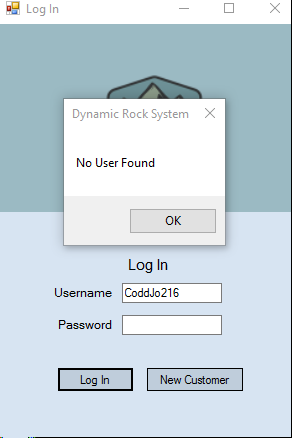 Log In
Dynamic Rock System
No User Found
OK
Log In
Username CoddJo216
Password
Log In New Customer